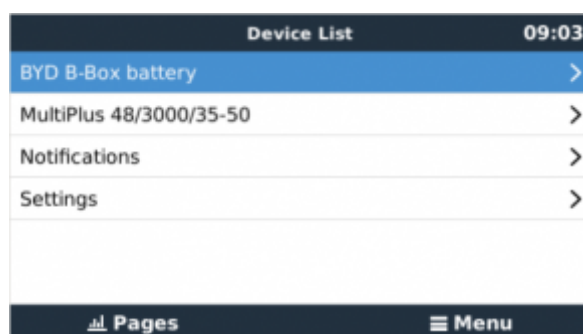 Device List 09:03
BYD B-Box battery
MultiPlus 48/3000/35-50
Notifications
Settings
Pages Menu